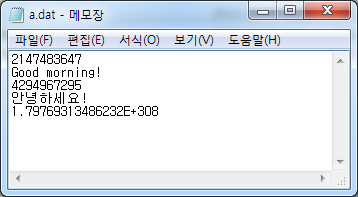 a.dat - 메모장
파일(F) 편집(E) 서식(O) 보기(V) 도움말(H)
2147483647
Good morning!
4294967295
안녕하세요!
1.79769313486232E+308